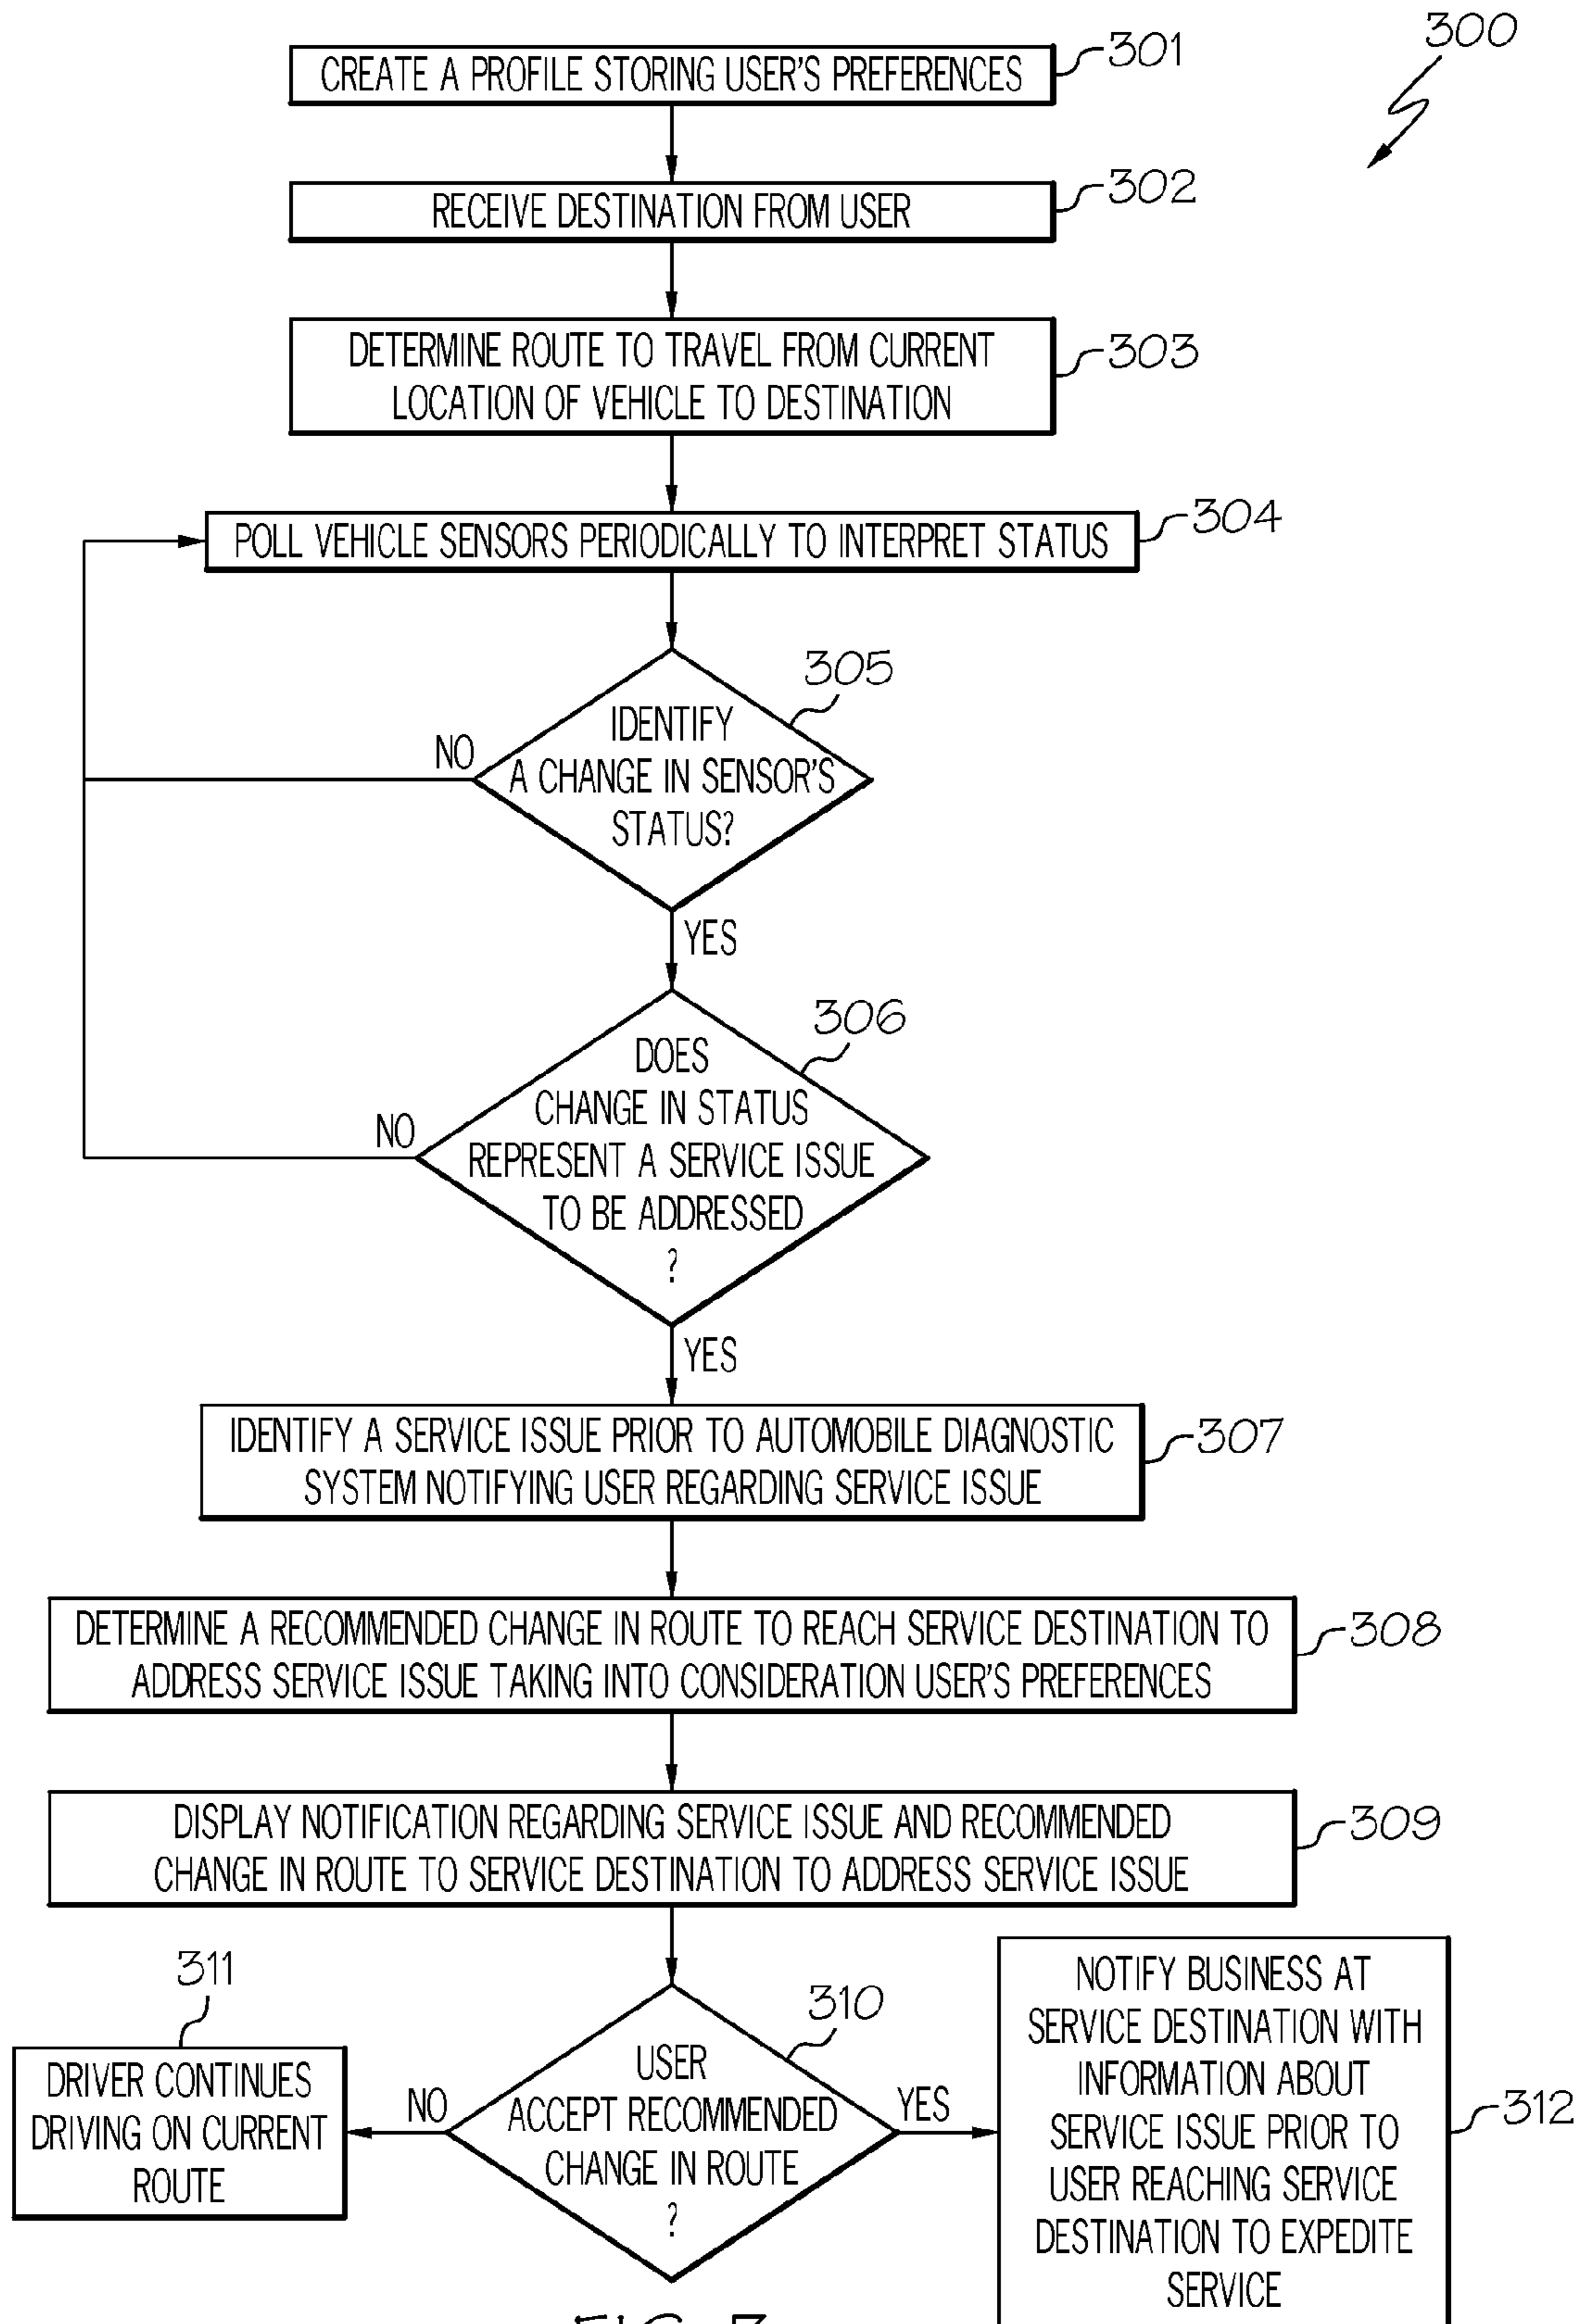 300
CREATE A PROFILE STORING USER'S PREFERENCES
301
RECEIVE DESTINATION FROM USER
302
DETERMINE ROUTE TO TRAVEL FROM CURRENT
LOCATION OF VEHICLE TO DESTINATION
303
POLL VEHICLE SENSORS PERIODICALLY TO INTERPRET STATUS
304
305
IDENTIFY
A CHANGE IN SENSOR'S
STATUS?
NO
YES
306
DOES
CHANGE IN STATUS
REPRESENT A SERVICE ISSUE
TO BE ADDRESSED
?
NO
YES
IDENTIFY A SERVICE ISSUE PRIOR TO AUTOMOBILE DIAGNOSTIC
SYSTEM NOTIFYING USER REGARDING SERVICE ISSUE
307
DETERMINE A RECOMMENDED CHANGE IN ROUTE TO REACH SERVICE DESTINATION TO
ADDRESS SERVICE ISSUE TAKING INTO CONSIDERATION USER'S PREFERENCES
308
DISPLAY NOTIFICATION REGARDING SERVICE ISSUE AND RECOMMENDED
CHANGE IN ROUTE TO SERVICE DESTINATION TO ADDRESS SERVICE ISSUE
309
311
DRIVER CONTINUES
DRIVING ON CURRENT
ROUTE
NO
310
USER
ACCEPT RECOMMENDED
CHANGE IN ROUTE
?
YES
NOTIFY BUSINESS AT
SERVICE DESTINATION WITH
INFORMATION ABOUT
SERVICE ISSUE PRIOR TO
USER REACHING SERVICE
DESTINATION TO EXPEDITE
SERVICE
312